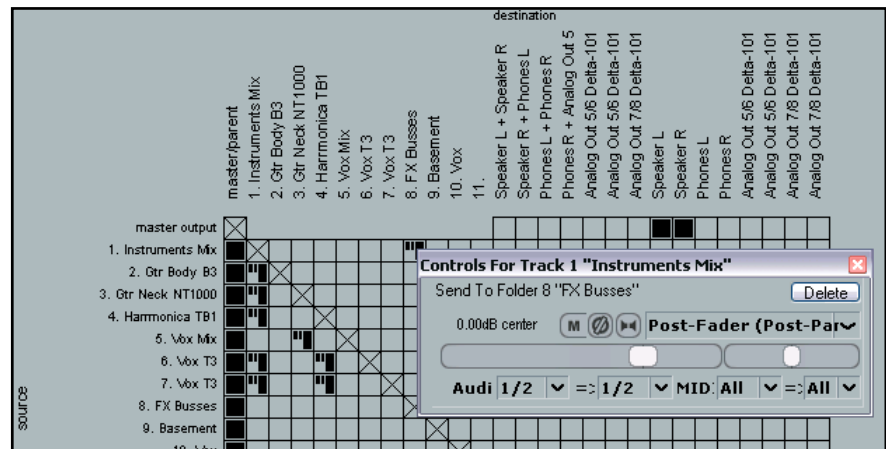 destination
master/parent
1. Instruments Mix
2. Gtr Body B3
3. Gtr Neck NT1000
4. Harrmonica TB1
5. Vox Mix
6. Vox T3
7. Vox T3
8. FX Busses
9. Basement
10. Vox
11.
Speaker L + Speaker R
Speaker R + Phones L
Phones L + Phones R
Phones R + Analog Out 5
Analog Out 5/6 Delta-101
Analog Out 5/6 Delta-101
Analog Out 7/8 Delta-101
Speaker L
Speaker R
Phones L
Phones R
Analog Out 5/6 Delta-101
Analog Out 5/6 Delta-101
Analog Out 7/8 Delta-101
Analog Out 7/8 Delta-101
source
master output
1. Instruments Mix
2. Gtr Body B3
3. Gtr Neck NT1000
4. Harrmonica TB1
5. Vox Mix
6. Vox T3
7. Vox T3
8. FX Busses
9. Basement
10. Vox
Controls For Track 1 "Instruments Mix"
Send To Folder 8 "FX Busses" Delete
0.00dB center M Post-Fader (Post-Par
Audi 1/2 => 1/2 MID: All => All